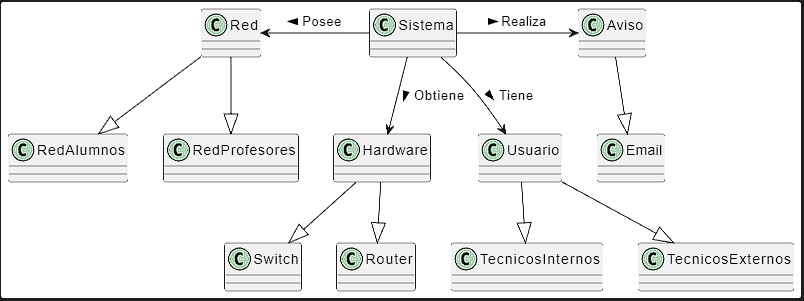 C Red
Posee
C Sistema
Realiza
C Aviso
Obtiene
Tiene
C RedAlumnos
C RedProfesores
C Hardware
C Usuario
C Email
C Switch
C Router
C TecnicosInternos
C TecnicosExternos